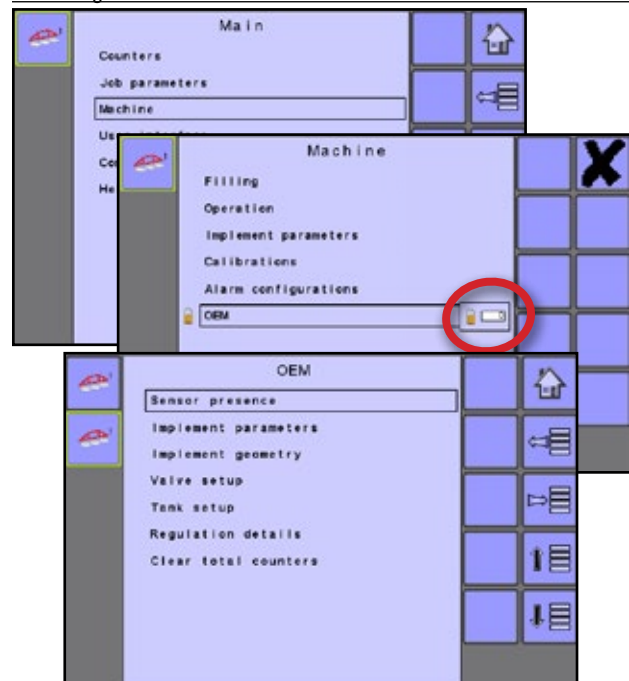 Main
Counters
Job parameters
Machine
Machine
Filling
Operation
Implement parameters
Calibrations
Alarm configurations
OEM
OEM
Sensor presence
Implement parameters
Implement geometry
Valve setup
Tank setup
Regulation details
Clear total counters